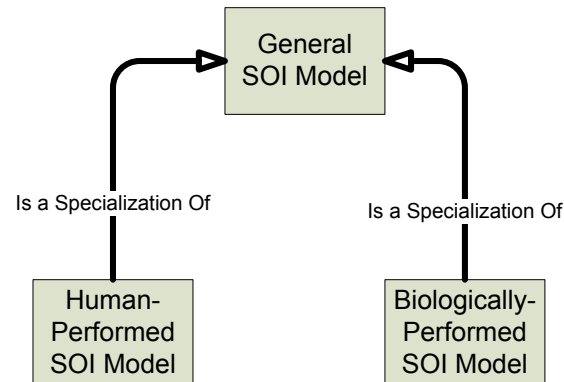 General
SOI Model
Is a Specialization Of
Is a Specialization Of
Human-
Performed
SOI Model
Biologically-
Performed
SOI Model